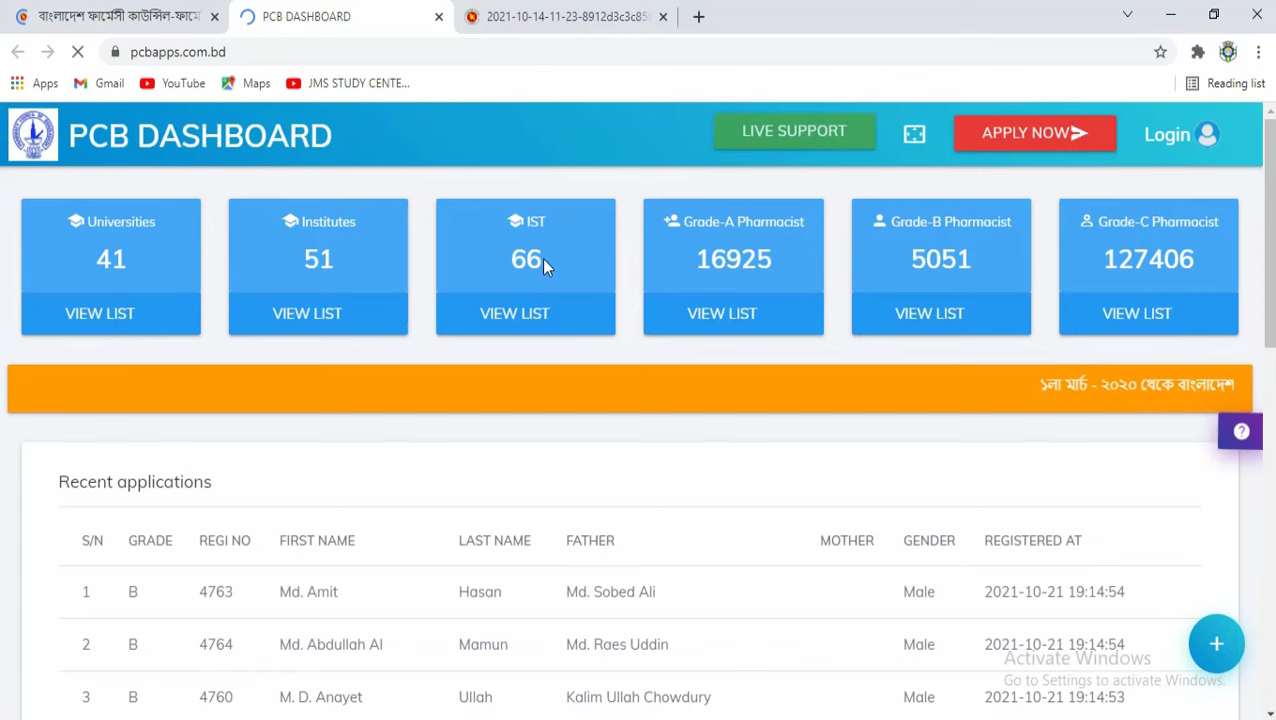 বাংলাদেশ ফার্মেসী কাউন্সিল-ফার্মে
PCB DASHBOARD
2021-10-14-11-23-8912d3c3c85
pcbapps.com.bd
Apps
Gmail
YouTube
Maps
JMS STUDY CENTE...
Reading list
PCB DASHBOARD
LIVE SUPPORT
APPLY NOW
Login
Universities
Institutes
IST
Grade-A Pharmacist
Grade-B Pharmacist
Grade-C Pharmacist
41
51
66
16925
5051
127406
VIEW LIST
VIEW LIST
VIEW LIST
VIEW LIST
VIEW LIST
VIEW LIST
১লা মার্চ - ২০২০ থেকে বাংলাদেশ
Recent applications
S/N GRADE REGI NO FIRST NAME LAST NAME FATHER MOTHER GENDER REGISTERED AT
1 B 4763 Md. Amit Hasan Md. Sobed Ali Male 2021-10-21 19:14:54
2 B 4764 Md. Abdullah Al Mamun Md. Raes Uddin Male 2021-10-21 19:14:54
3 B 4760 M. D. Anayet Ullah Kalim Ullah Chowdury Male 2021-10-21 19:14:53
Activate Windows
Go to Settings to activate Windows.